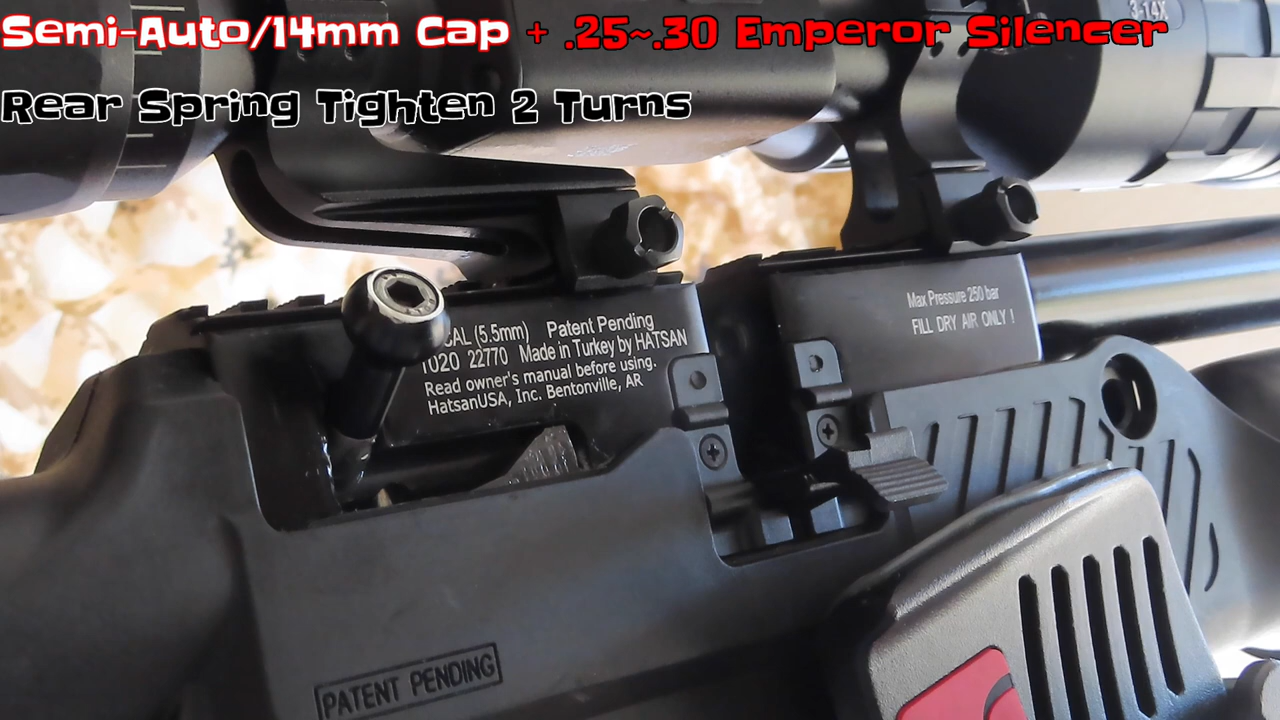 Semi-Auto/14mm Cap + .25~.30 Emperor Silencer
3-14X
Rear Spring Tighten 2 Turns
CAL (5.5mm) Patent Pending
1020 22770 Made in Turkey by HATSAN
Read owner's manual before using.
HatsanUSA, Inc. Bentonville, AR
Max Pressure 250 bar
FILL DRY AIR ONLY !
PATENT PENDING